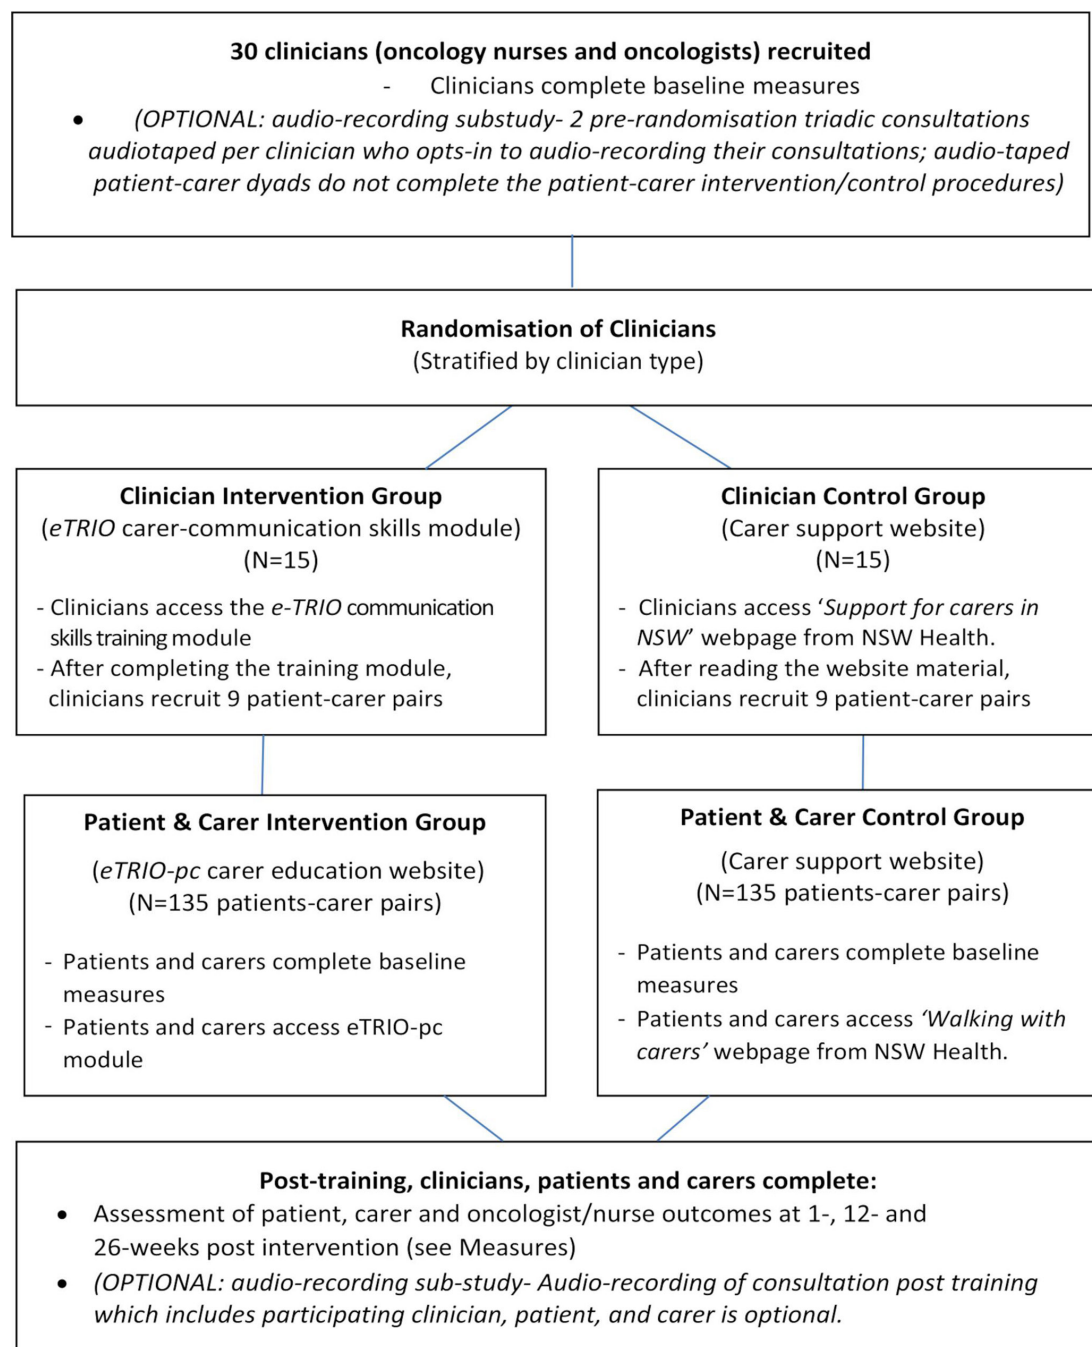 30 clinicians (oncology nurses and oncologists) recruited
- Clinicians complete baseline measures
• (OPTIONAL: audio-recording substudy- 2 pre-randomisation triadic consultations
audiotaped per clinician who opts-in to audio-recording their consultations; audio-taped
patient-carer dyads do not complete the patient-carer intervention/control procedures)
Randomisation of Clinicians
(Stratified by clinician type)
Clinician Intervention Group
(eTRIO carer-communication skills module)
(N=15)
- Clinicians access the e-TRIO communication
skills training module
- After completing the training module,
clinicians recruit 9 patient-carer pairs
Clinician Control Group
(Carer support website)
(N=15)
- Clinicians access ‘Support for carers in
NSW’ webpage from NSW Health.
- After reading the website material,
clinicians recruit 9 patient-carer pairs
Patient & Carer Intervention Group
(eTRIO-pc carer education website)
(N=135 patients-carer pairs)
- Patients and carers complete baseline
measures
- Patients and carers access eTRIO-pc
module
Patient & Carer Control Group
(Carer support website)
(N=135 patients-carer pairs)
- Patients and carers complete baseline
measures
- Patients and carers access ‘Walking with
carers’ webpage from NSW Health.
Post-training, clinicians, patients and carers complete:
• Assessment of patient, carer and oncologist/nurse outcomes at 1-, 12- and
26-weeks post intervention (see Measures)
• (OPTIONAL: audio-recording sub-study- Audio-recording of consultation post training
which includes participating clinician, patient, and carer is optional.